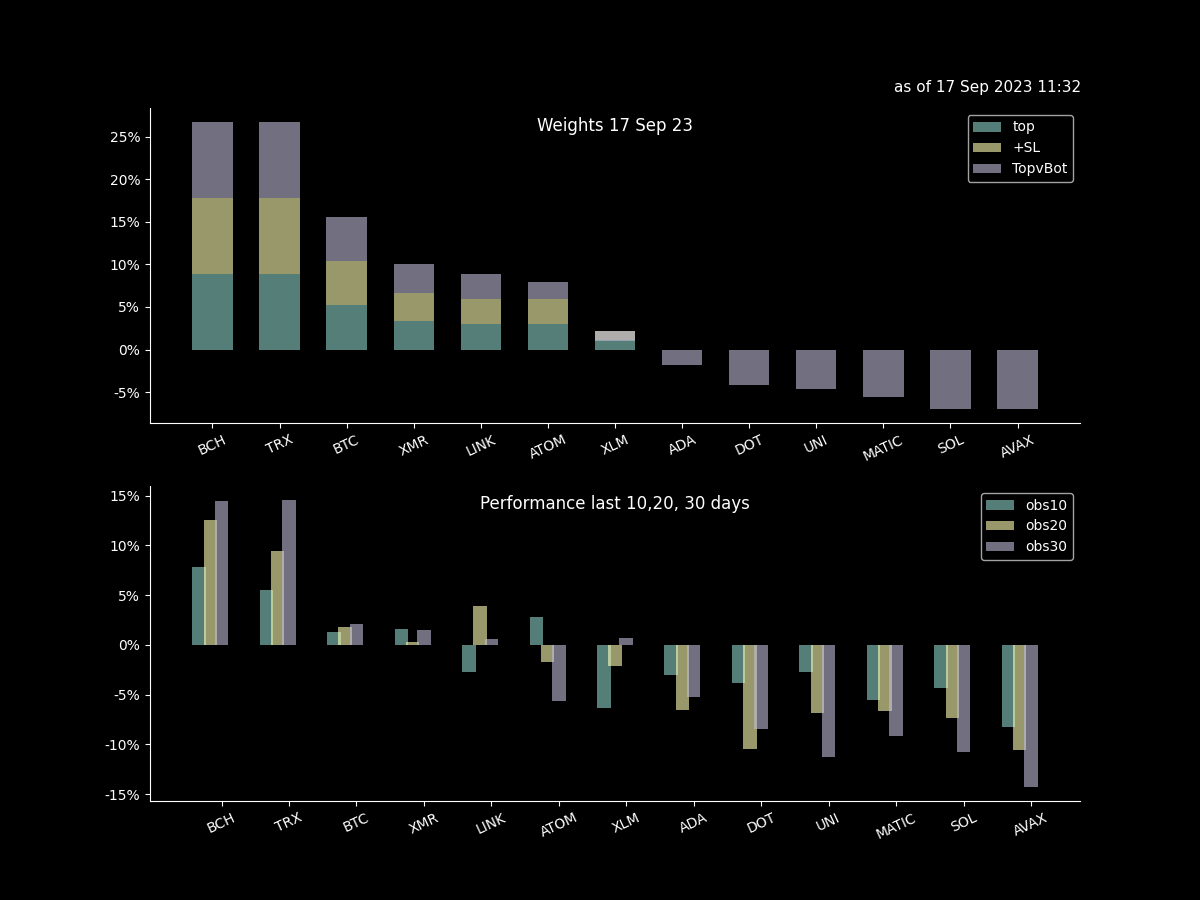 as of 17 Sep 2023 11:32
Weights 17 Sep 23
top
+SL
TopvBot
25%
20%
15%
10%
5%
0%
-5%
BCH TRX BTC XMR LINK ATOM XLM ADA DOT UNI MATIC SOL AVAX
Performance last 10,20, 30 days
obs10
obs20
obs30
15%
10%
5%
0%
-5%
-10%
-15%
BCH TRX BTC XMR LINK ATOM XLM ADA DOT UNI MATIC SOL AVAX